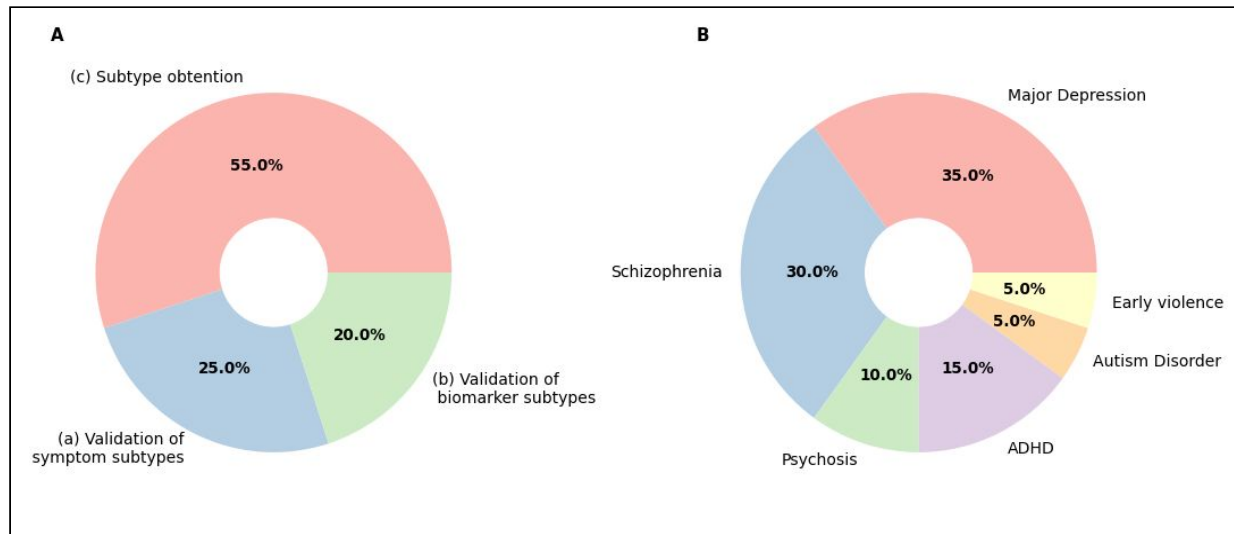 A
(c) Subtype obtention
55.0%
25.0%
20.0%
(a) Validation of
symptom subtypes
(b) Validation of
biomarker subtypes
B
Major Depression
35.0%
Schizophrenia
30.0%
5.0%
Early violence
5.0%
Autism Disorder
10.0%
15.0%
Psychosis
ADHD